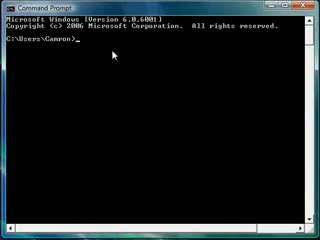 Command Prompt
Microsoft Windows [Version 6.0.6001]
Copyright (c) 2006 Microsoft Corporation.  All rights reserved.
C:\Users\Camron>_